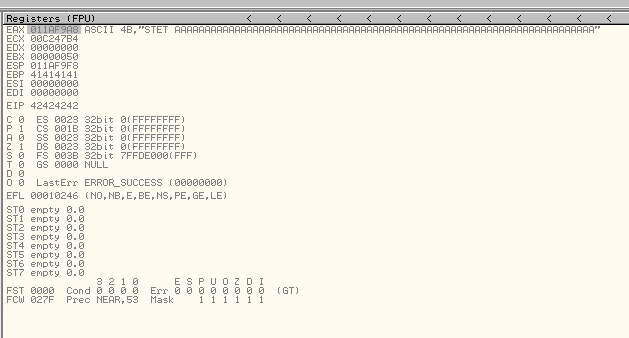 Registers (FPU) < < < < < < < < < < < < <
EAX 011AF9A8 ASCII 4B,"STET AAAAAAAAAAAAAAAAAAAAAAAAAAAAAAAAAAAAAAAAAAAAAAAAAAAAAAAAAAAAAAAAAAAAAA"
ECX 00C247B4
EDX 00000000
EBX 00000050
ESP 011AF9F8
EBP 41414141
ESI 00000000
EDI 00000000
EIP 42424242
C 0 ES 0023 32bit 0(FFFFFFFF)
P 1 CS 001B 32bit 0(FFFFFFFF)
A 0 SS 0023 32bit 0(FFFFFFFF)
Z 1 DS 0023 32bit 0(FFFFFFFF)
S 0 FS 003B 32bit 7FFDE000(FFF)
T 0 GS 0000 NULL
D 0
O 0 LastErr ERROR_SUCCESS (00000000)
EFL 00010246 (NO,NB,E,BE,NS,PE,GE,LE)
ST0 empty 0.0
ST1 empty 0.0
ST2 empty 0.0
ST3 empty 0.0
ST4 empty 0.0
ST5 empty 0.0
ST6 empty 0.0
ST7 empty 0.0
3 2 1 0 E S P U O Z D I
FST 0000 Cond 0 0 0 0 Err 0 0 0 0 0 0 0 0 (GT)
FCW 027F Prec NEAR,53 Mask 1 1 1 1 1 1